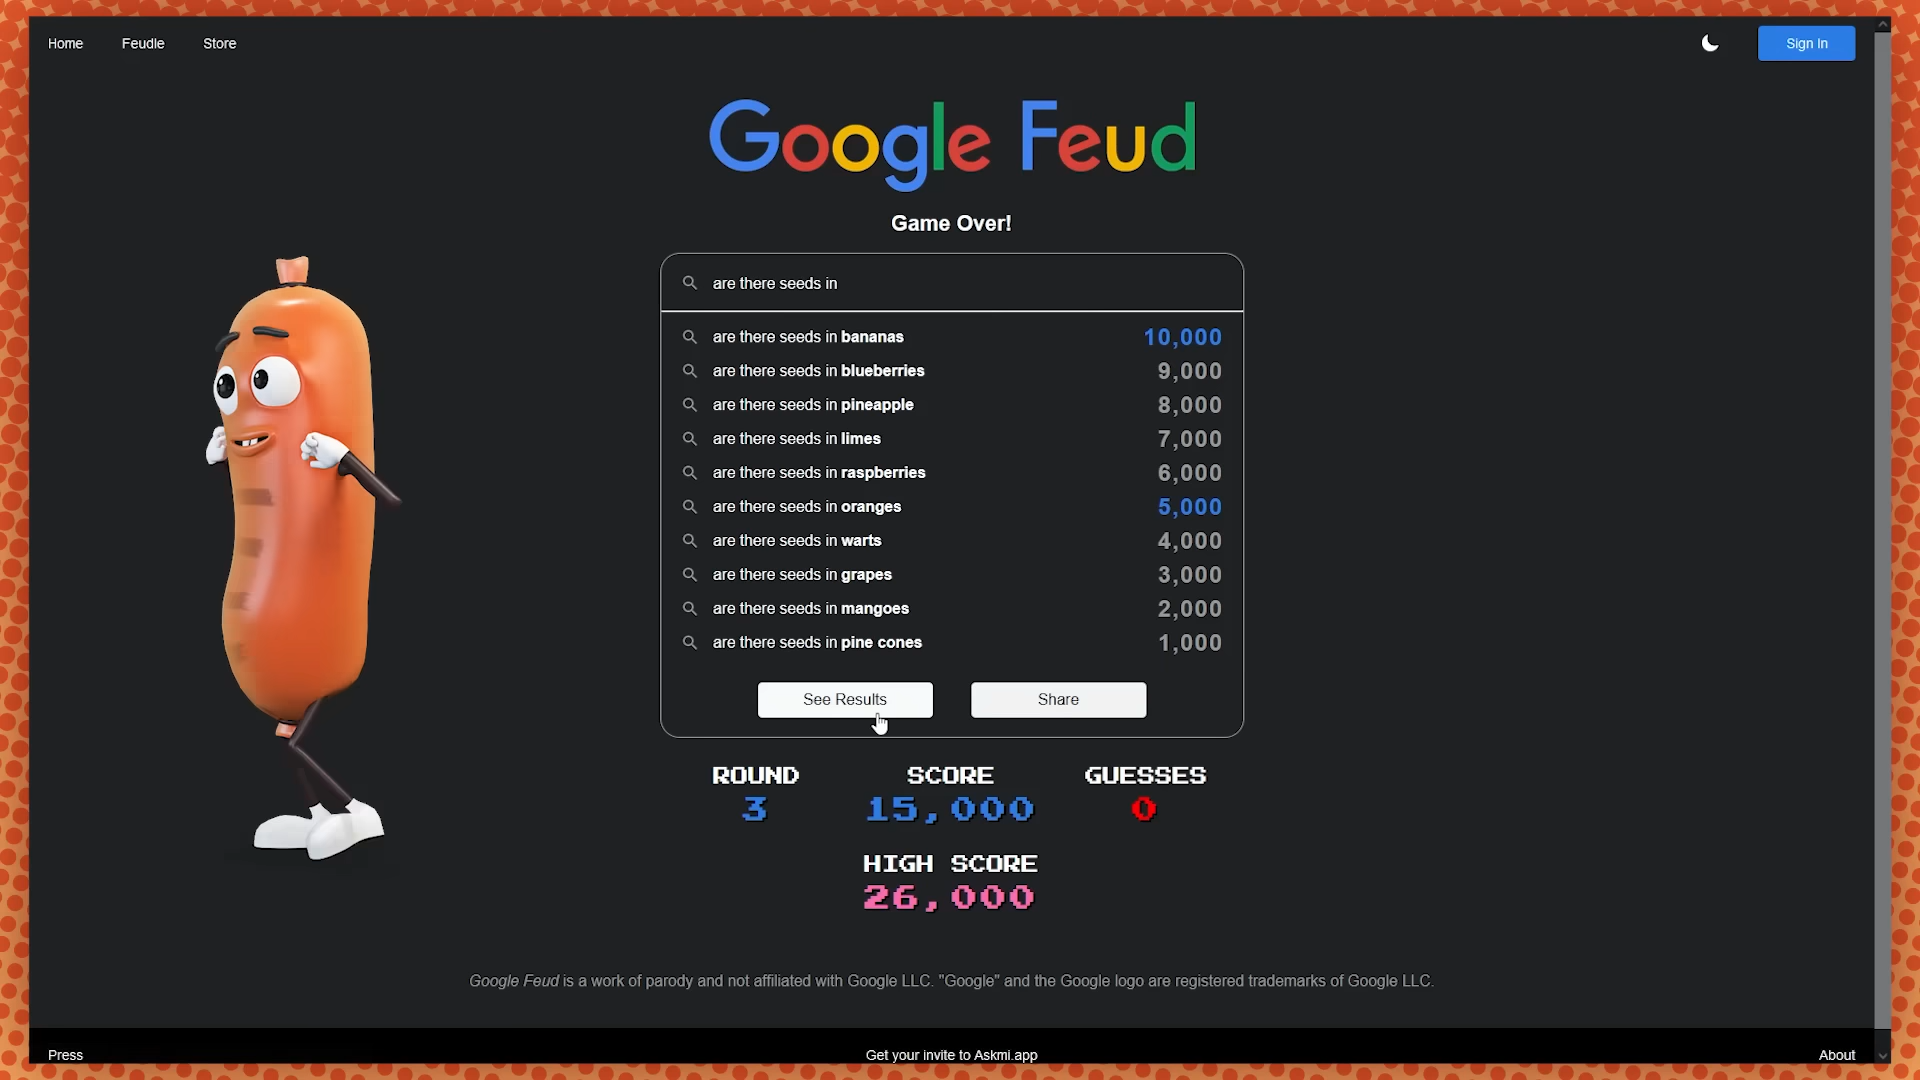 Home Feudle Store Sign In
Google Feud
Game Over!
are there seeds in
are there seeds in bananas 10,000
are there seeds in blueberries 9,000
are there seeds in pineapple 8,000
are there seeds in limes 7,000
are there seeds in raspberries 6,000
are there seeds in oranges 5,000
are there seeds in warts 4,000
are there seeds in grapes 3,000
are there seeds in mangoes 2,000
are there seeds in pine cones 1,000
See Results Share
ROUND SCORE GUESSES
3 15,000 0
HIGH SCORE
26,000
Google Feud is a work of parody and not affiliated with Google LLC. "Google" and the Google logo are registered trademarks of Google LLC.
Press Get your invite to Askmi.app About